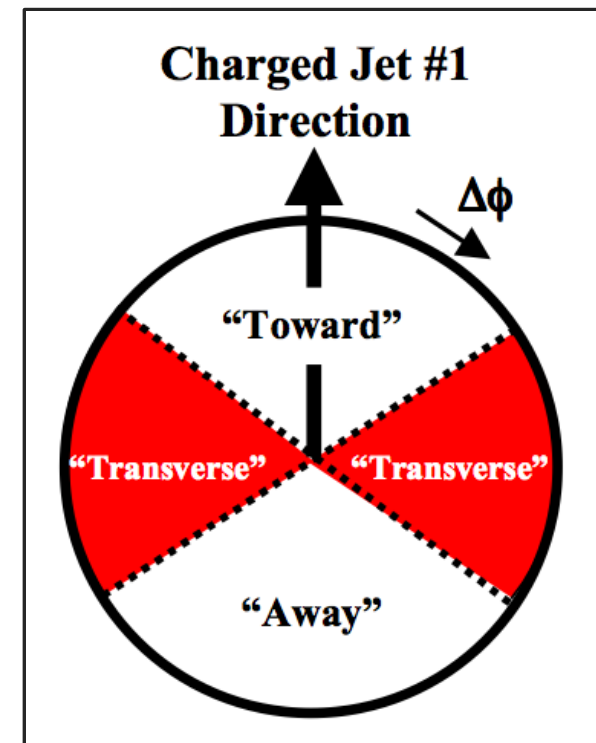 Charged Jet #1
Direction
Δϕ
“Toward”
“Transverse” “Transverse”
“Away”